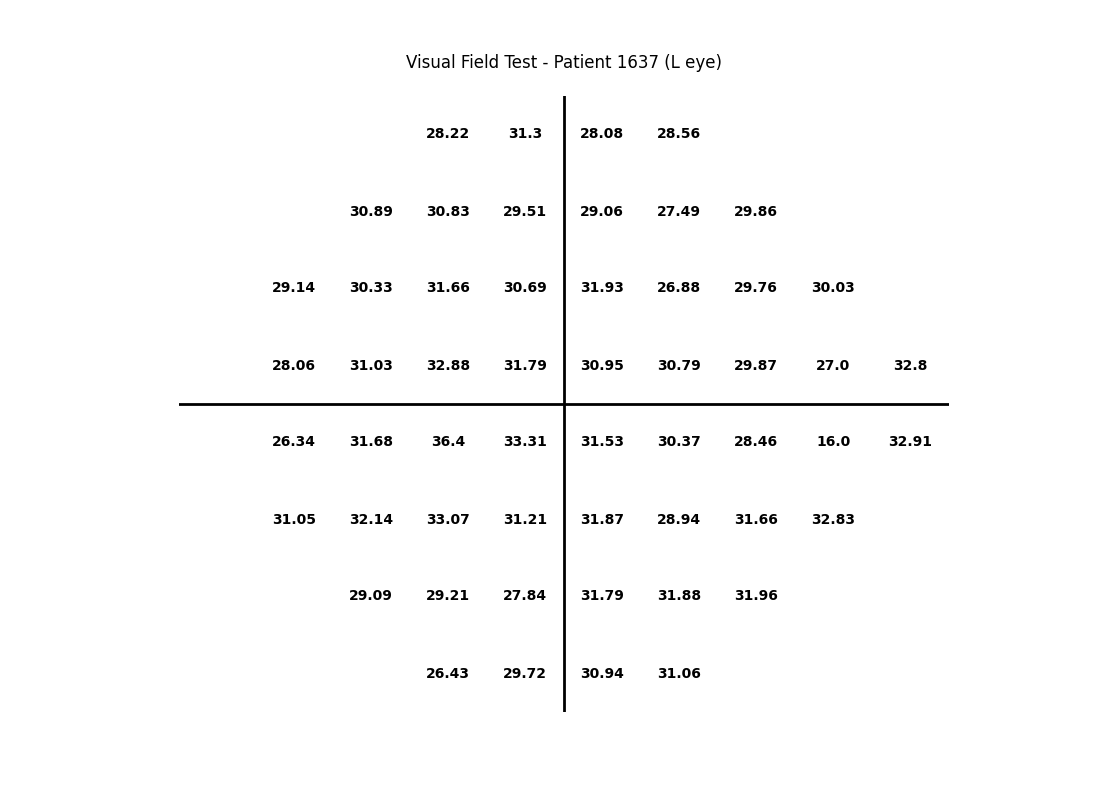 Visual Field Test - Patient 1637 (L eye)
28.22 31.3 28.08 28.56
30.89 30.83 29.51 29.06 27.49 29.86
29.14 30.33 31.66 30.69 31.93 26.88 29.76 30.03
28.06 31.03 32.88 31.79 30.95 30.79 29.87 27.0 32.8
26.34 31.68 36.4 33.31 31.53 30.37 28.46 16.0 32.91
31.05 32.14 33.07 31.21 31.87 28.94 31.66 32.83
29.09 29.21 27.84 31.79 31.88 31.96
26.43 29.72 30.94 31.06